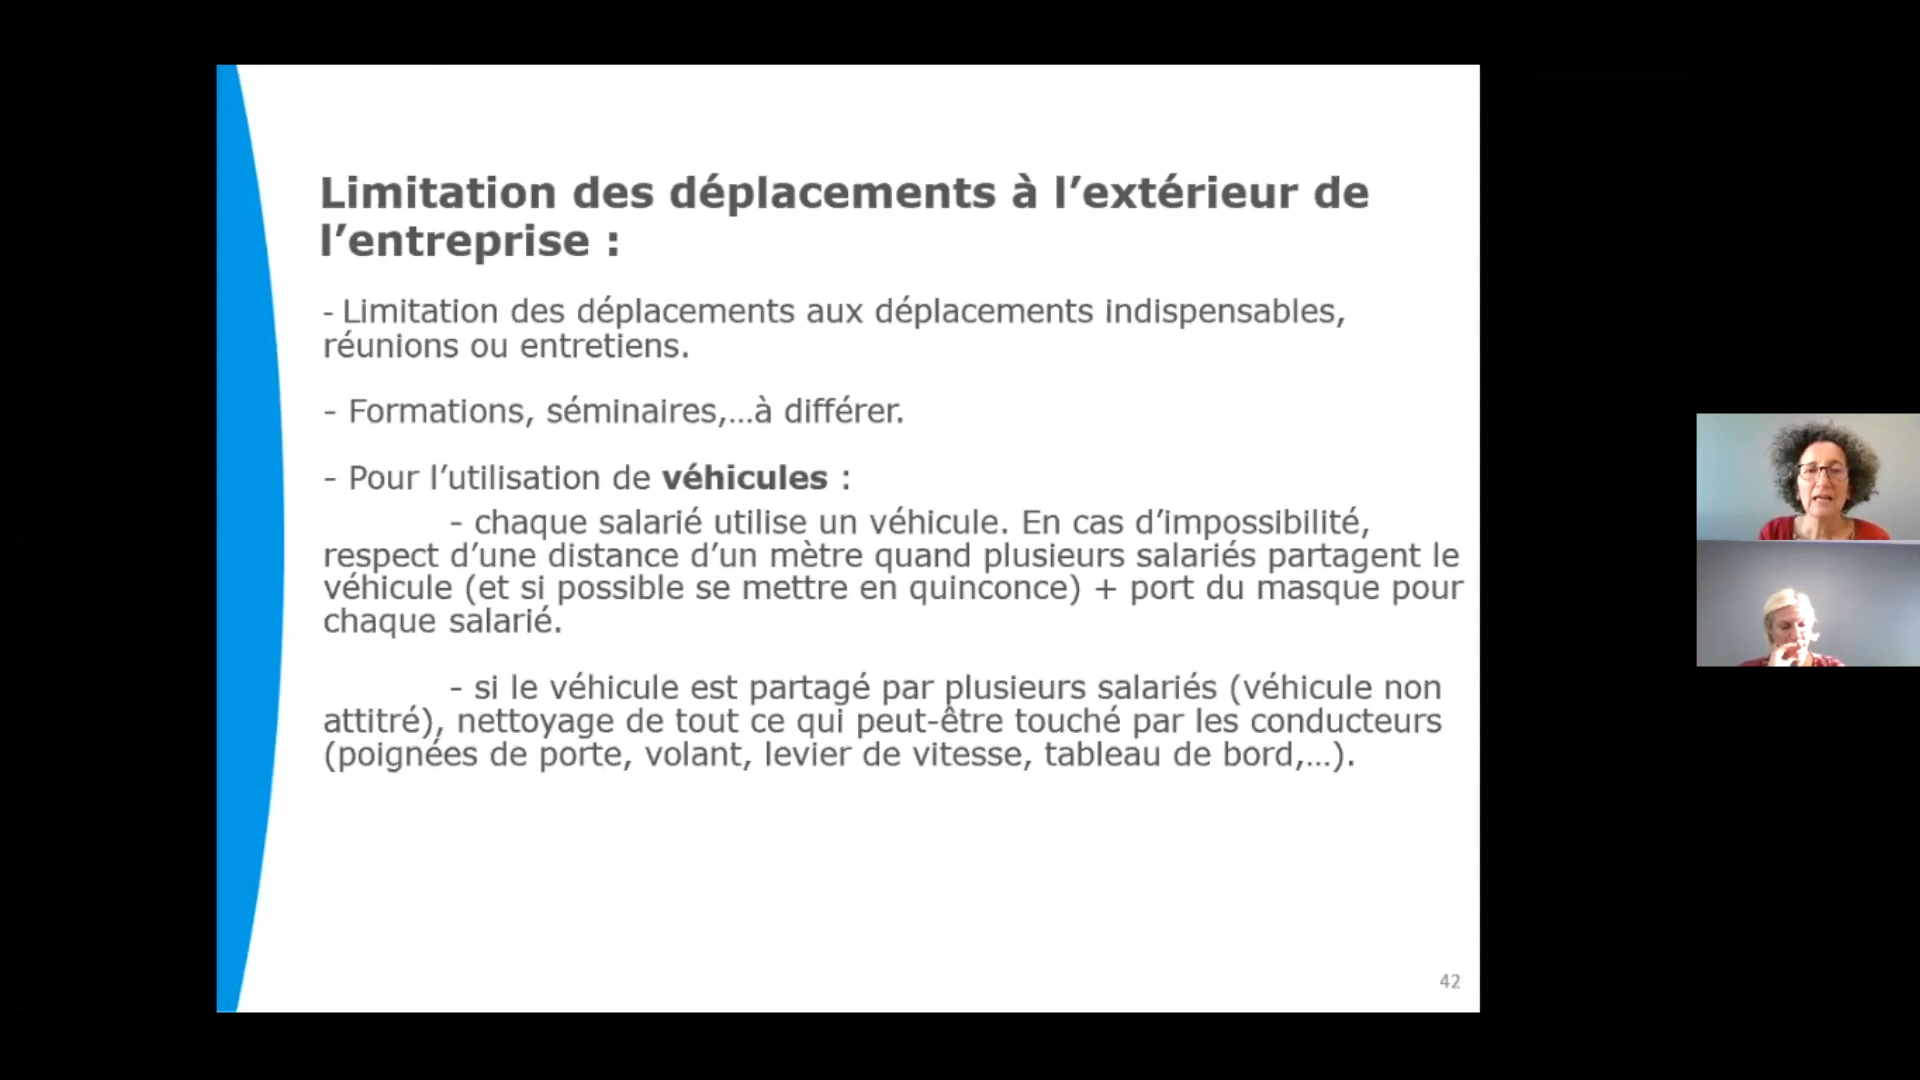 Limitation des déplacements à l’extérieur de
l’entreprise :
- Limitation des déplacements aux déplacements indispensables,
réunions ou entretiens.
- Formations, séminaires,...à différer.
- Pour l’utilisation de véhicules :
- chaque salarié utilise un véhicule. En cas d’impossibilité,
respect d’une distance d’un mètre quand plusieurs salariés partagent le
véhicule (et si possible se mettre en quinconce) + port du masque pour
chaque salarié.
- si le véhicule est partagé par plusieurs salariés (véhicule non
attitré), nettoyage de tout ce qui peut-être touché par les conducteurs
(poignées de porte, volant, levier de vitesse, tableau de bord,...).
42